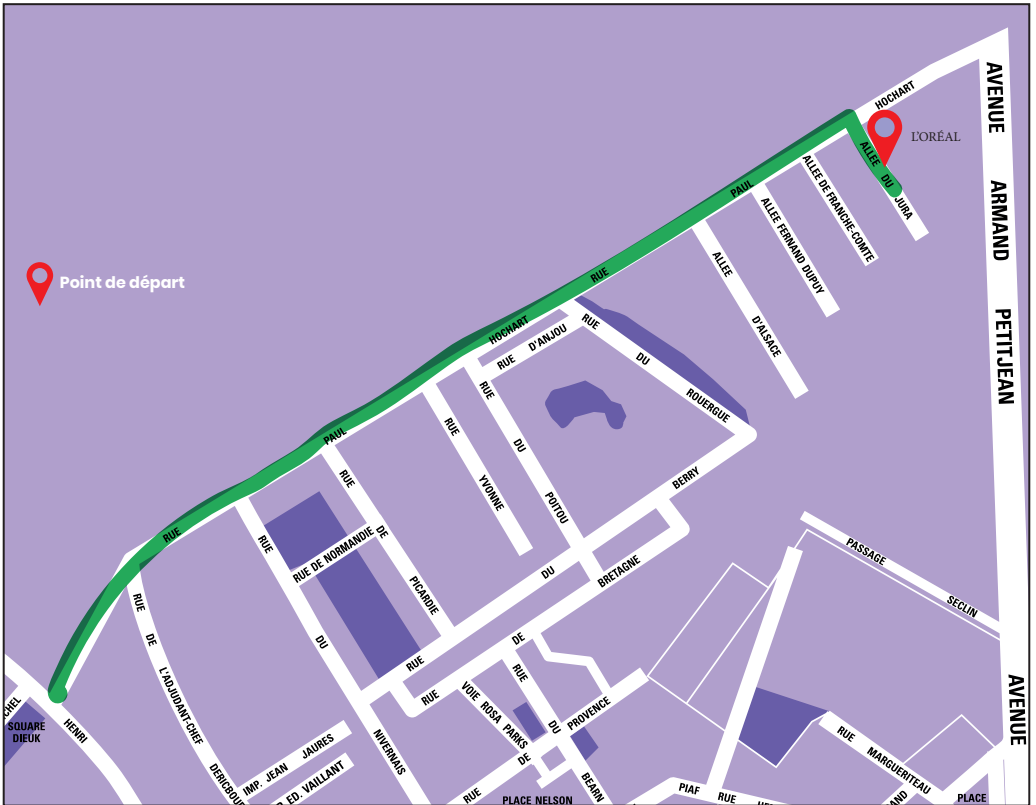 HOCHART
AVENUE
L'ORÉAL
ALLEE DU JURA
ALLEE DE FRANCHE-COMTE
PAUL
ALLEE FERNAND DUPUY
ARMAND
ALLEE D'ALSACE
RUE
Point de départ
PETITJEAN
HOCHART
RUE D'ANJOU
RUE DU ROUERGUE
RUE DU POITOU
RUE YVONNE
PAUL
RUE DE PICARDIE
RUE DE NORMANDIE
RUE DU BERRY
RUE
RUE DU NIVERNAIS
RUE DE BRETAGNE
PASSAGE SECLIN
RUE DE L'ADJUDANT-CHEF
RUE DU BEARN
VOIE ROSA PARKS
RUE DE PROVENCE
AVENUE
SQUARE
DIEUK
HENRI
IMP. JEAN JAURES
ED. VAILLANT
RUE MARGUERITEAU
PLACE NELSON
PIAF RUE
PLACE